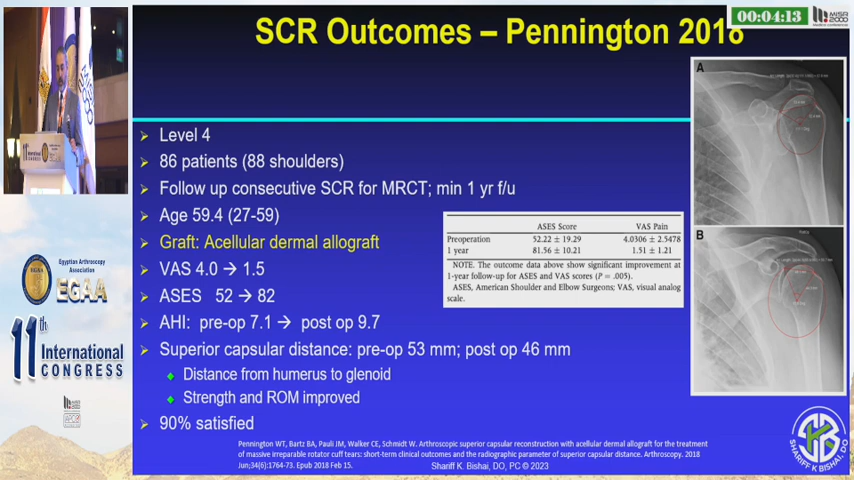 SCR Outcomes – Pennington 2018
00:04:13
MISR
2000
Level 4
86 patients (88 shoulders)
Follow up consecutive SCR for MRCT; min 1 yr f/u
Age 59.4 (27-59)
Graft: Acellular dermal allograft
VAS 4.0 → 1.5
ASES 52 → 82
AHI: pre-op 7.1 → post op 9.7
Superior capsular distance: pre-op 53 mm; post op 46 mm
Distance from humerus to glenoid
Strength and ROM improved
90% satisfied
ASES Score VAS Pain
Preoperation 52.22 ± 19.29 4.0306 ± 2.5478
1 year 81.56 ± 10.21 1.51 ± 1.21
NOTE. The outcome data above show significant improvement at
1-year follow-up for ASES and VAS scores (P = .005).
ASES, American Shoulder and Elbow Surgeons; VAS, visual analog
scale.
A
B
Pennington WT, Bartz BA, Pauli JM, Walker CE, Schmidt W. Arthroscopic superior capsular reconstruction with acellular dermal allograft for the treatment
of massive irreparable rotator cuff tears: short-term clinical outcomes and the radiographic parameter of superior capsular distance. Arthroscopy. 2018
Jun;34(6):1764-73. Epub 2018 Feb 15.
Shariff K. Bishai, DO, PC © 2023
SHARIFF K BISHAI, DO
Egyptian Arthroscopy
Association
EGAA
11th
International
CONGRESS